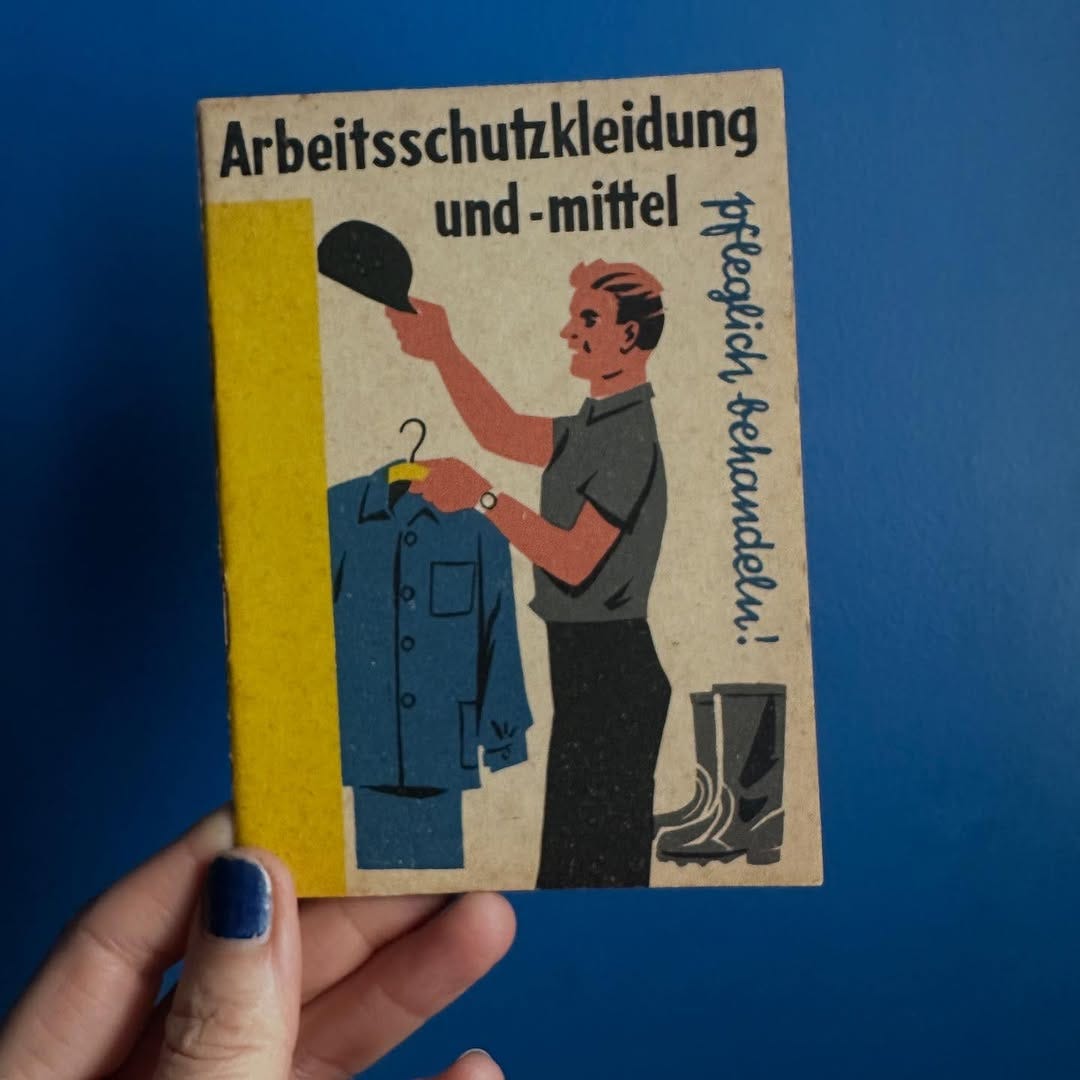 Arbeitsschutzkleidung
und -mittel
pfleglich behandeln!